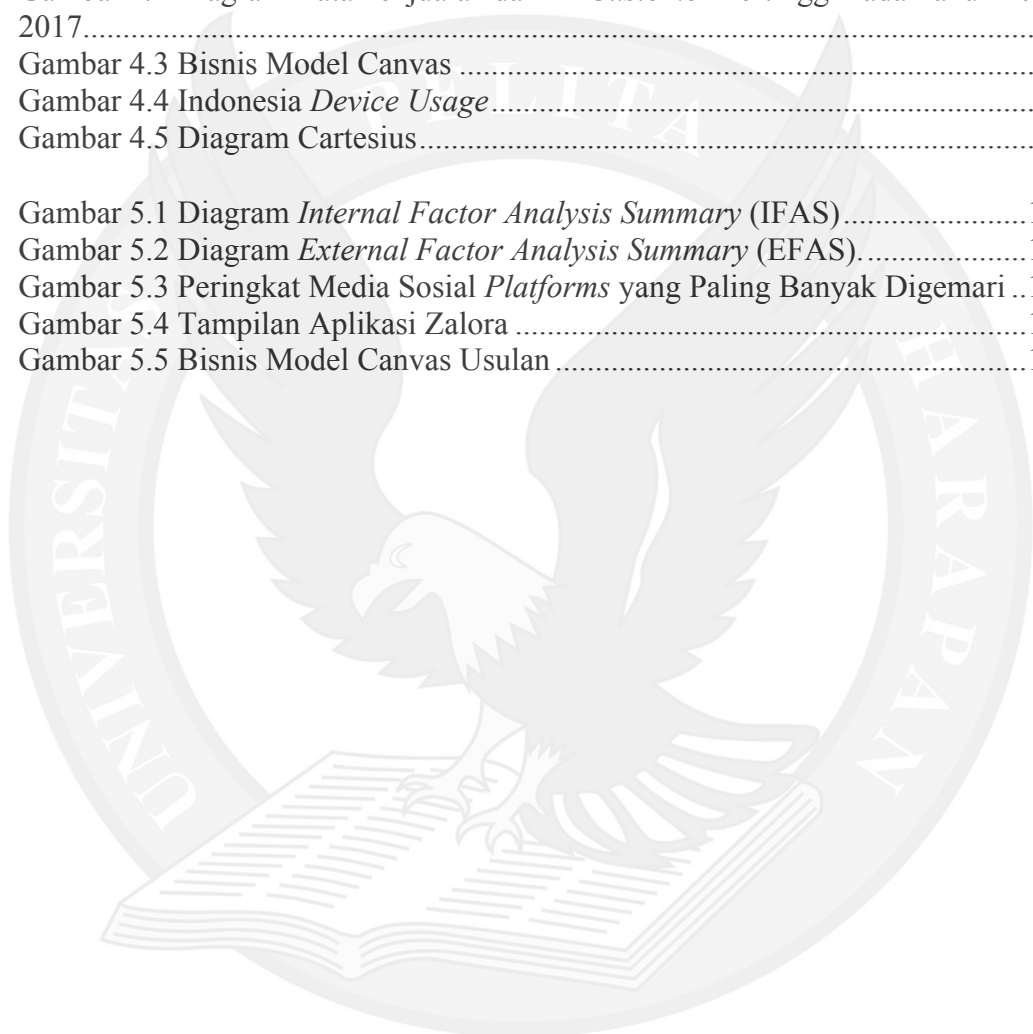 2017
Gambar 4.3 Bisnis Model Canvas
Gambar 4.4 Indonesia Device Usage
Gambar 4.5 Diagram Cartesius
Gambar 5.1 Diagram Internal Factor Analysis Summary (IFAS)
Gambar 5.2 Diagram External Factor Analysis Summary (EFAS).
Gambar 5.3 Peringkat Media Sosial Platforms yang Paling Banyak Digemari
Gambar 5.4 Tampilan Aplikasi Zalora
Gambar 5.5 Bisnis Model Canvas Usulan
UNIVERSITAS PELITA HARAPAN